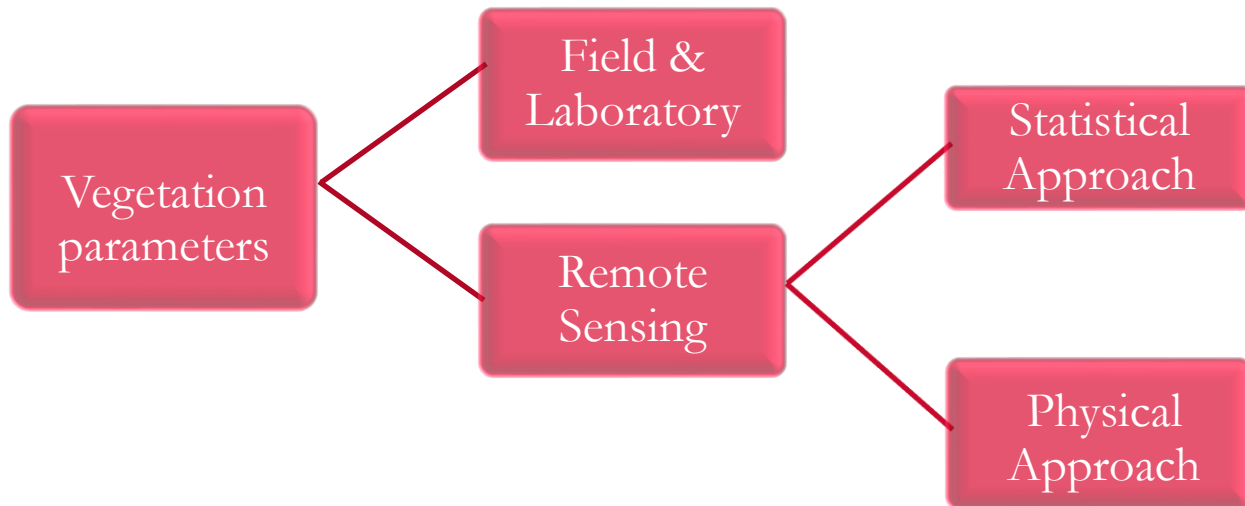 Vegetation
parameters
Field &
Laboratory
Remote
Sensing
Statistical
Approach
Physical
Approach